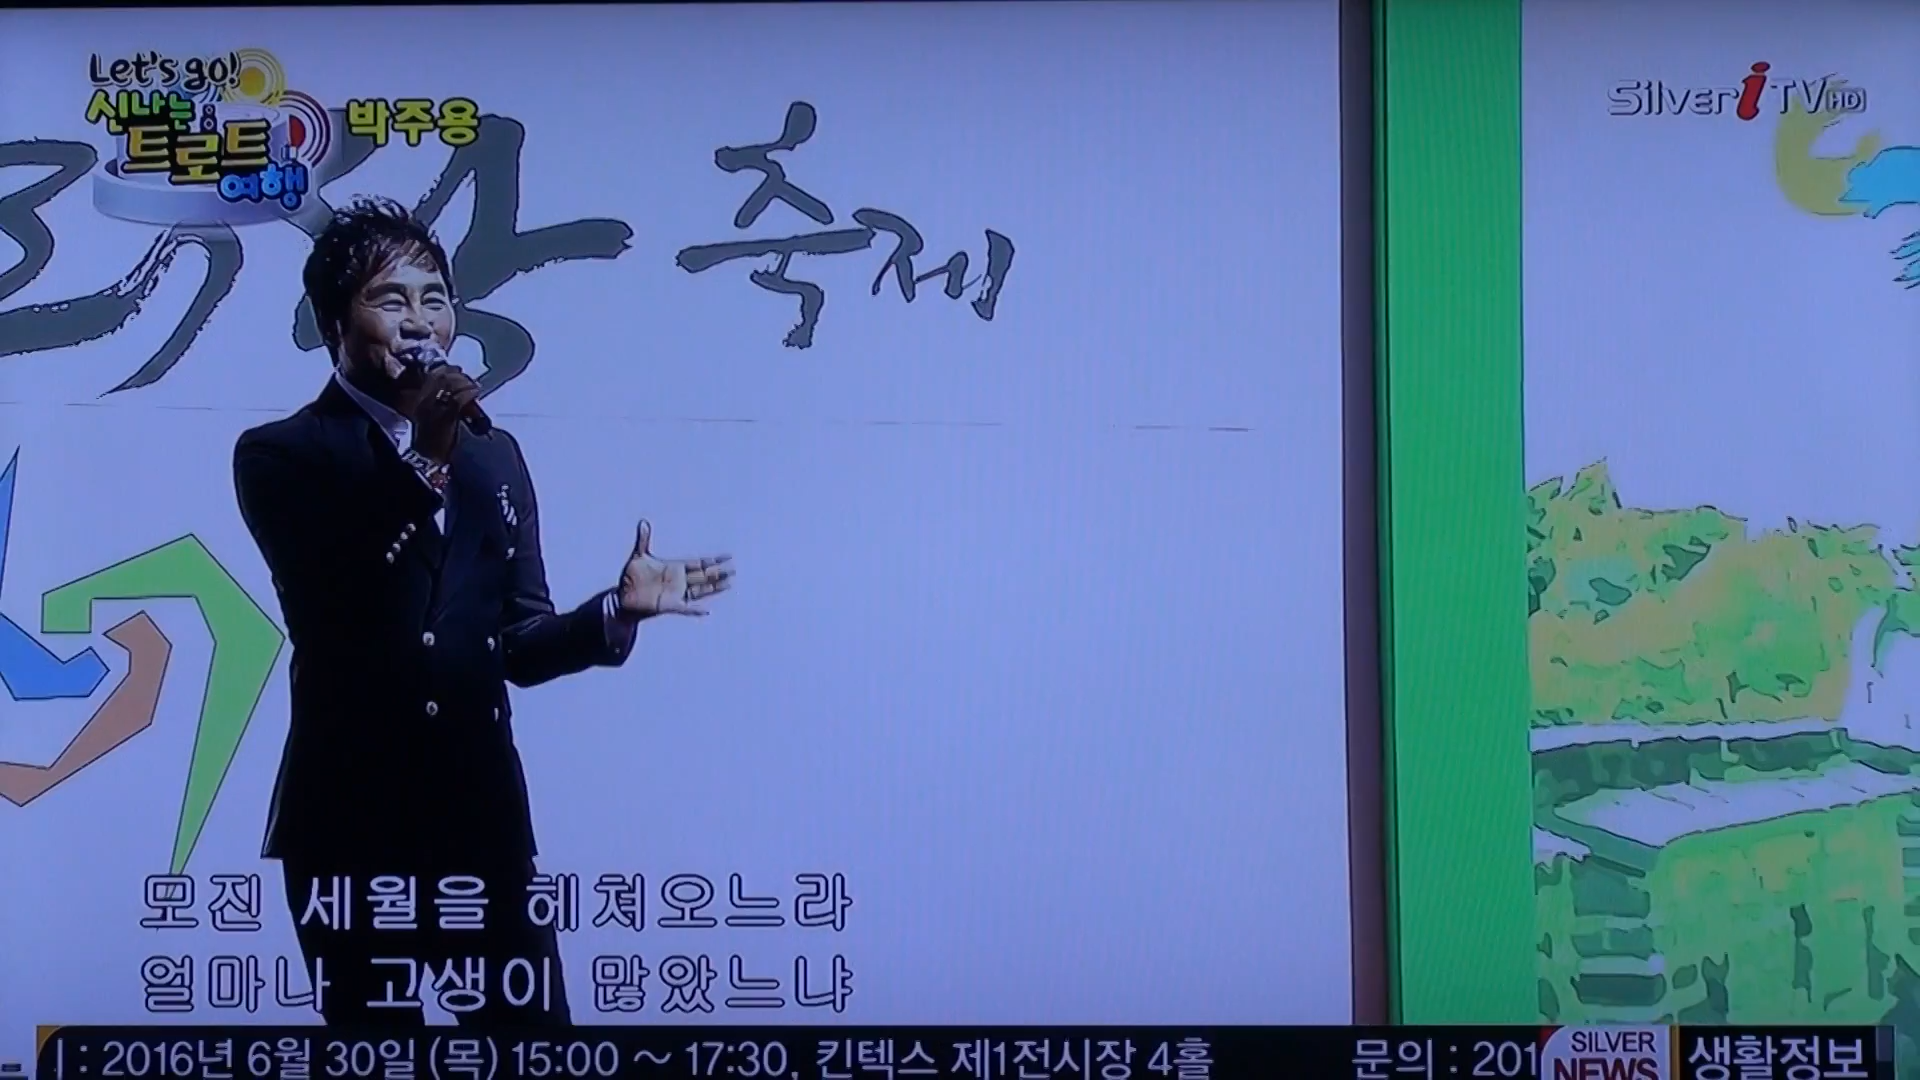 Let's go!
신나는
트로트
여행
박주용
Silver i TV HD
축제
모진 세월을 헤쳐오느라
얼마나 고생이 많았느냐
: 2016년 6월 30일 (목) 15:00 ~ 17:30, 킨텍스 제1전시장 4홀 문의 : 201
SILVER
NEWS
생활정보